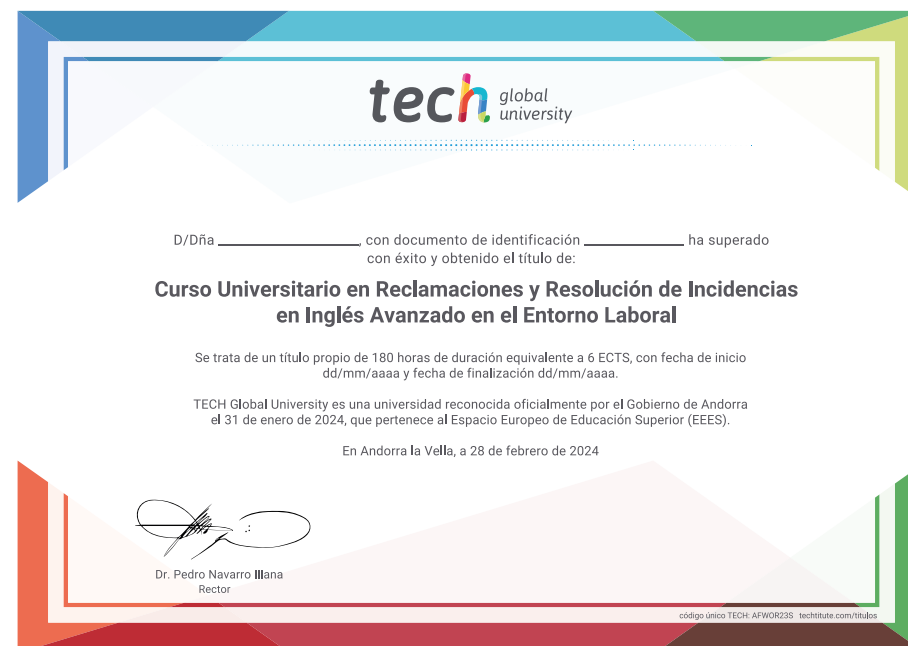 tech global university
D/Dña ____________________, con documento de identificación ______________ ha superado
con éxito y obtenido el título de:
Curso Universitario en Reclamaciones y Resolución de Incidencias
en Inglés Avanzado en el Entorno Laboral
Se trata de un título propio de 180 horas de duración equivalente a 6 ECTS, con fecha de inicio
dd/mm/aaaa y fecha de finalización dd/mm/aaaa.
TECH Global University es una universidad reconocida oficialmente por el Gobierno de Andorra
el 31 de enero de 2024, que pertenece al Espacio Europeo de Educación Superior (EEES).
En Andorra la Vella, a 28 de febrero de 2024
Dr. Pedro Navarro Illana
Rector
código único TECH: AFWOR23S techtitute.com/titulos